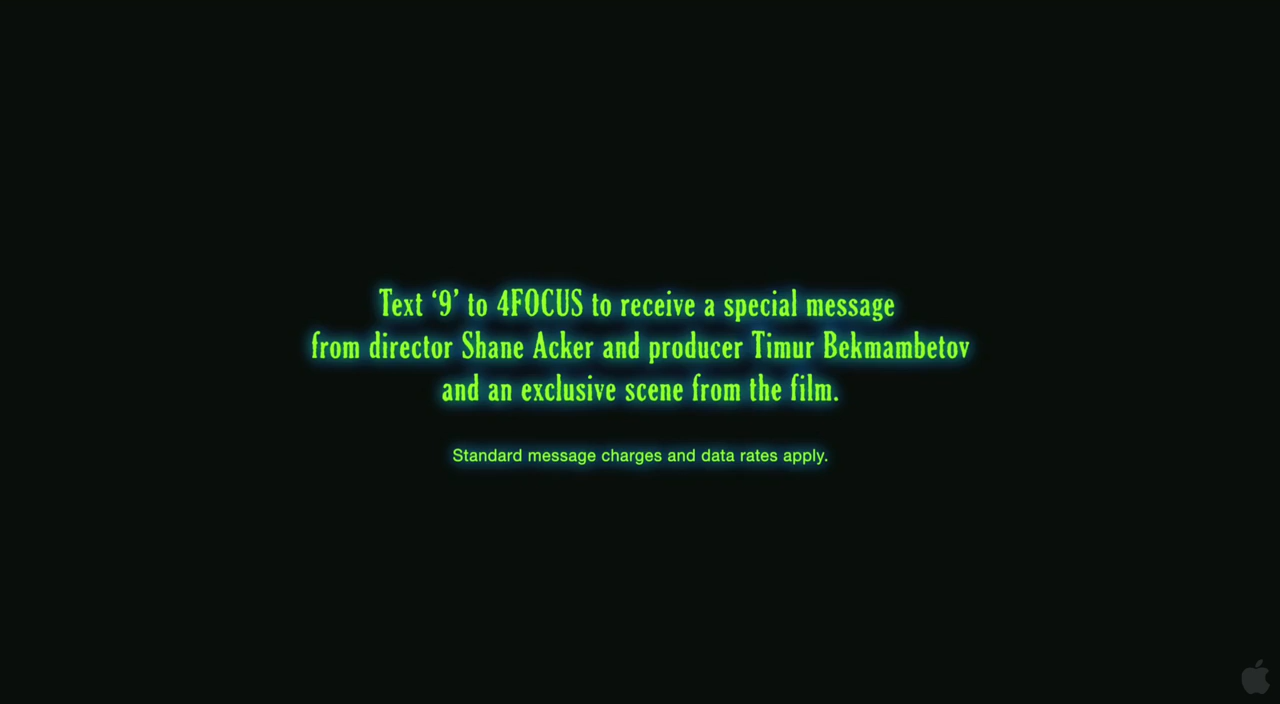 Text ‘9’ to 4FOCUS to receive a special message
from director Shane Acker and producer Timur Bekmambetov
and an exclusive scene from the film.
Standard message charges and data rates apply.